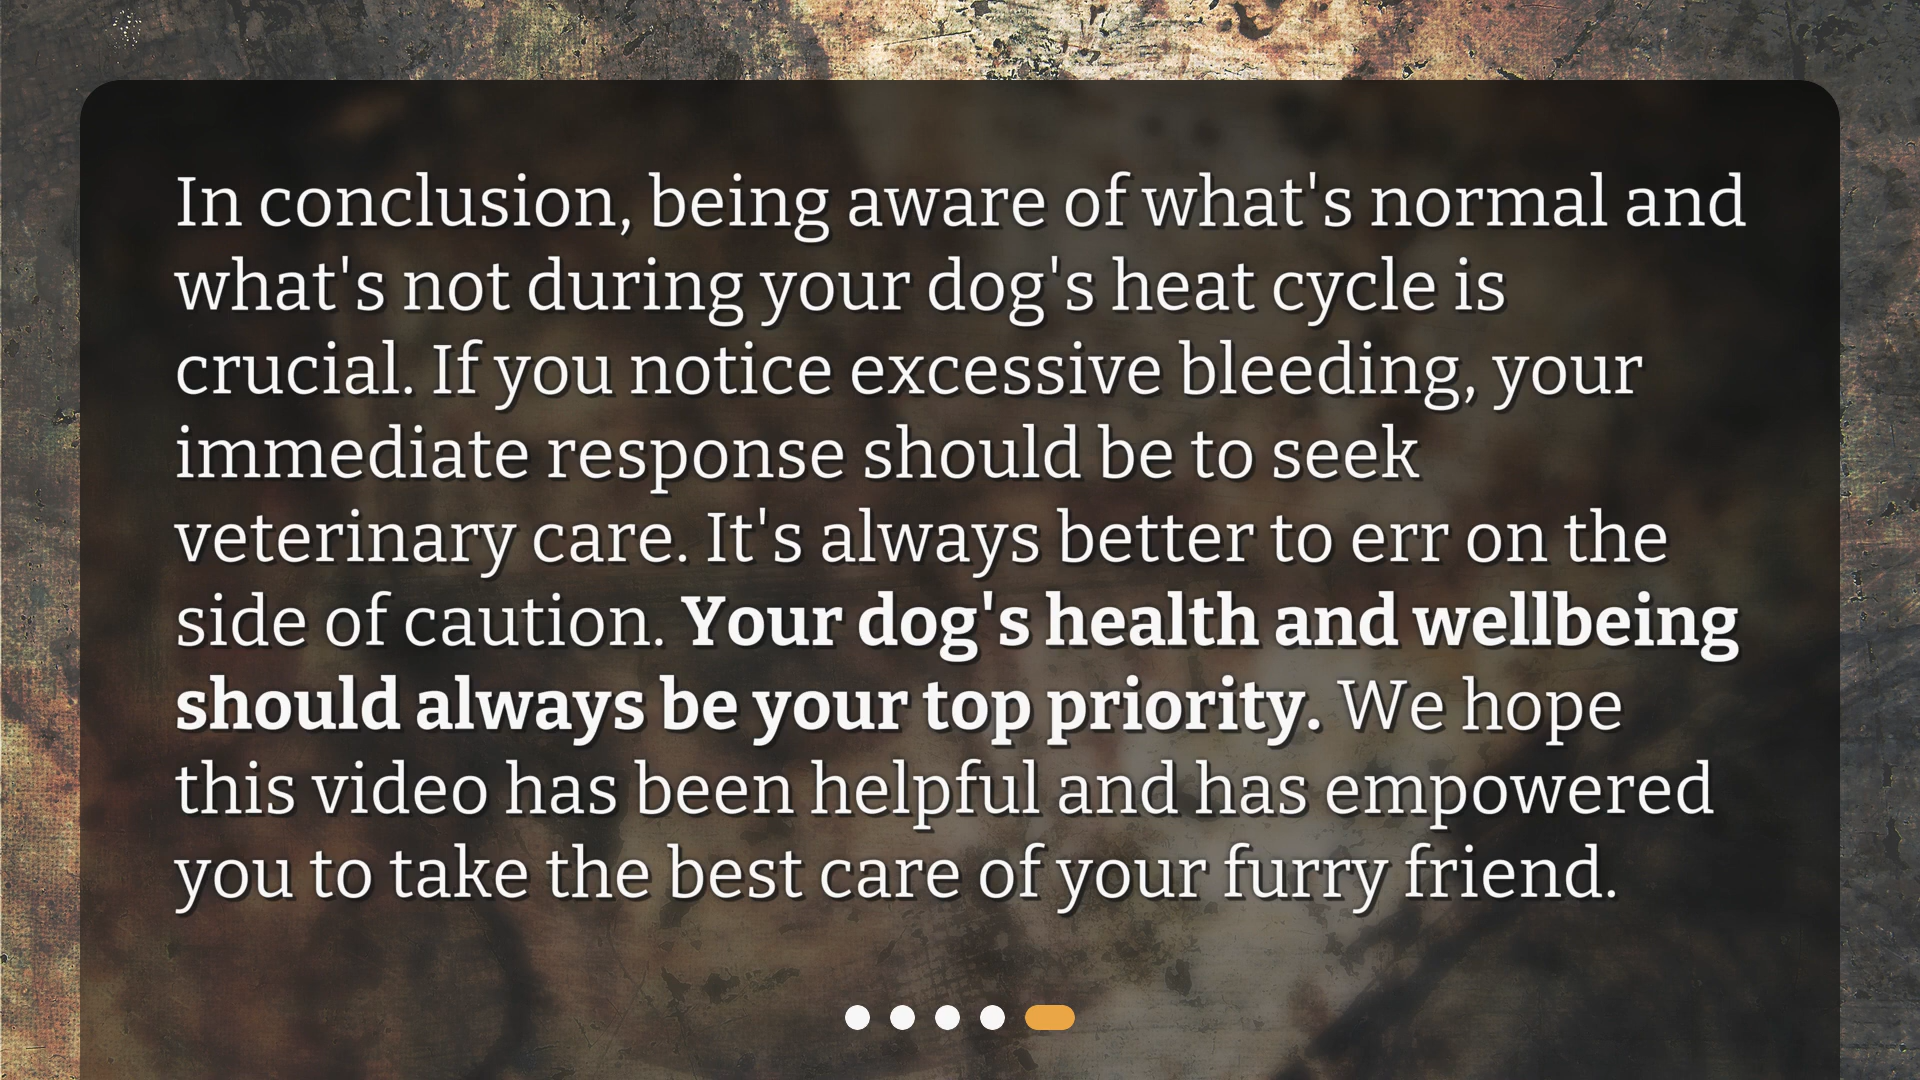 In conclusion, being aware of what's normal and
what's not during your dog's heat cycle is
crucial. If you notice excessive bleeding, your
immediate response should be to seek
veterinary care. It's always better to err on the
side of caution. Your dog's health and wellbeing
should always be your top priority. We hope
this video has been helpful and has empowered
you to take the best care of your furry friend.